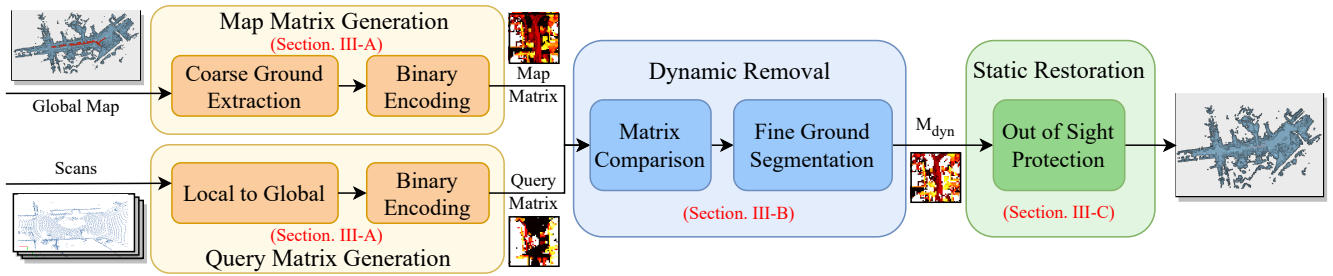 Map Matrix Generation
(Section. III-A)
Coarse Ground
Extraction
Binary
Encoding
Global Map
Map
Matrix
Scans
Local to Global
Binary
Encoding
(Section. III-A)
Query Matrix Generation
Query
Matrix
Dynamic Removal
Matrix
Comparison
Fine Ground
Segmentation
(Section. III-B)
M_dyn
Static Restoration
Out of Sight
Protection
(Section. III-C)